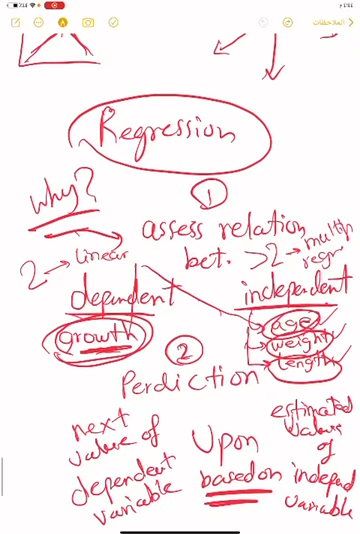 الملاحظات
Regression
why?
①
assess relation
2 → linear
bet. >2 → multip
regr
dependent
independent
growth
age
weight
length
②
Perdiction
next
value of
dependent
variable
Upon
based on
estimated
values
of
independ
variable